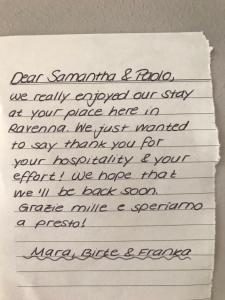 Dear Samantha & Paolo,
we really enjoyed our stay
at your place here in
Ravenna. We just wanted
to say thank you for
your hospitality & your
effort! We hope that
we'll be back soon.
Grazie mille e speriamo
a presto!
Mara, Birte & Franka